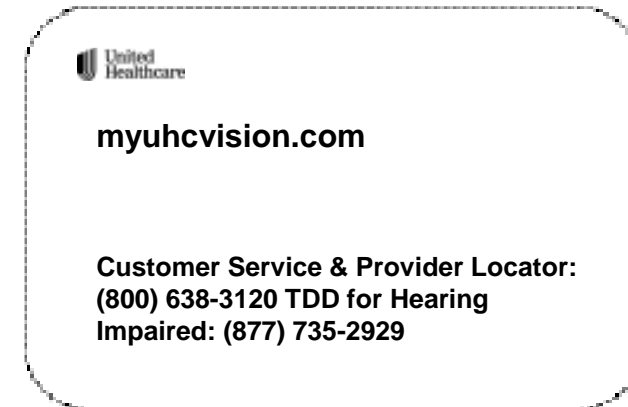 United
Healthcare
myuhcvision.com
Customer Service & Provider Locator:
(800) 638-3120 TDD for Hearing
Impaired: (877) 735-2929